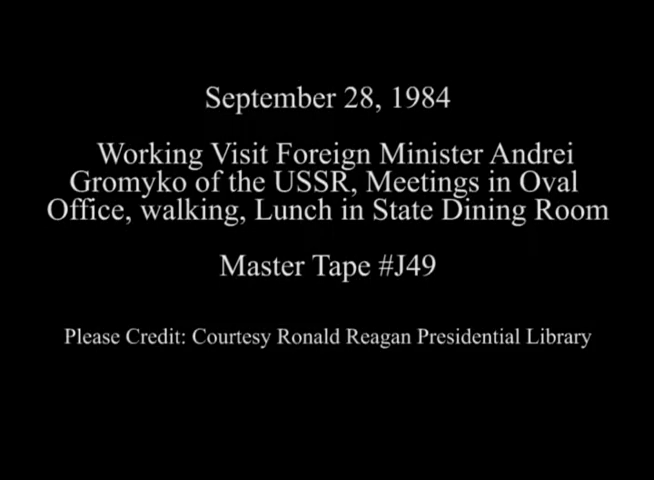 September 28, 1984
Working Visit Foreign Minister Andrei
Gromyko of the USSR, Meetings in Oval
Office, walking, Lunch in State Dining Room
Master Tape #J49
Please Credit: Courtesy Ronald Reagan Presidential Library